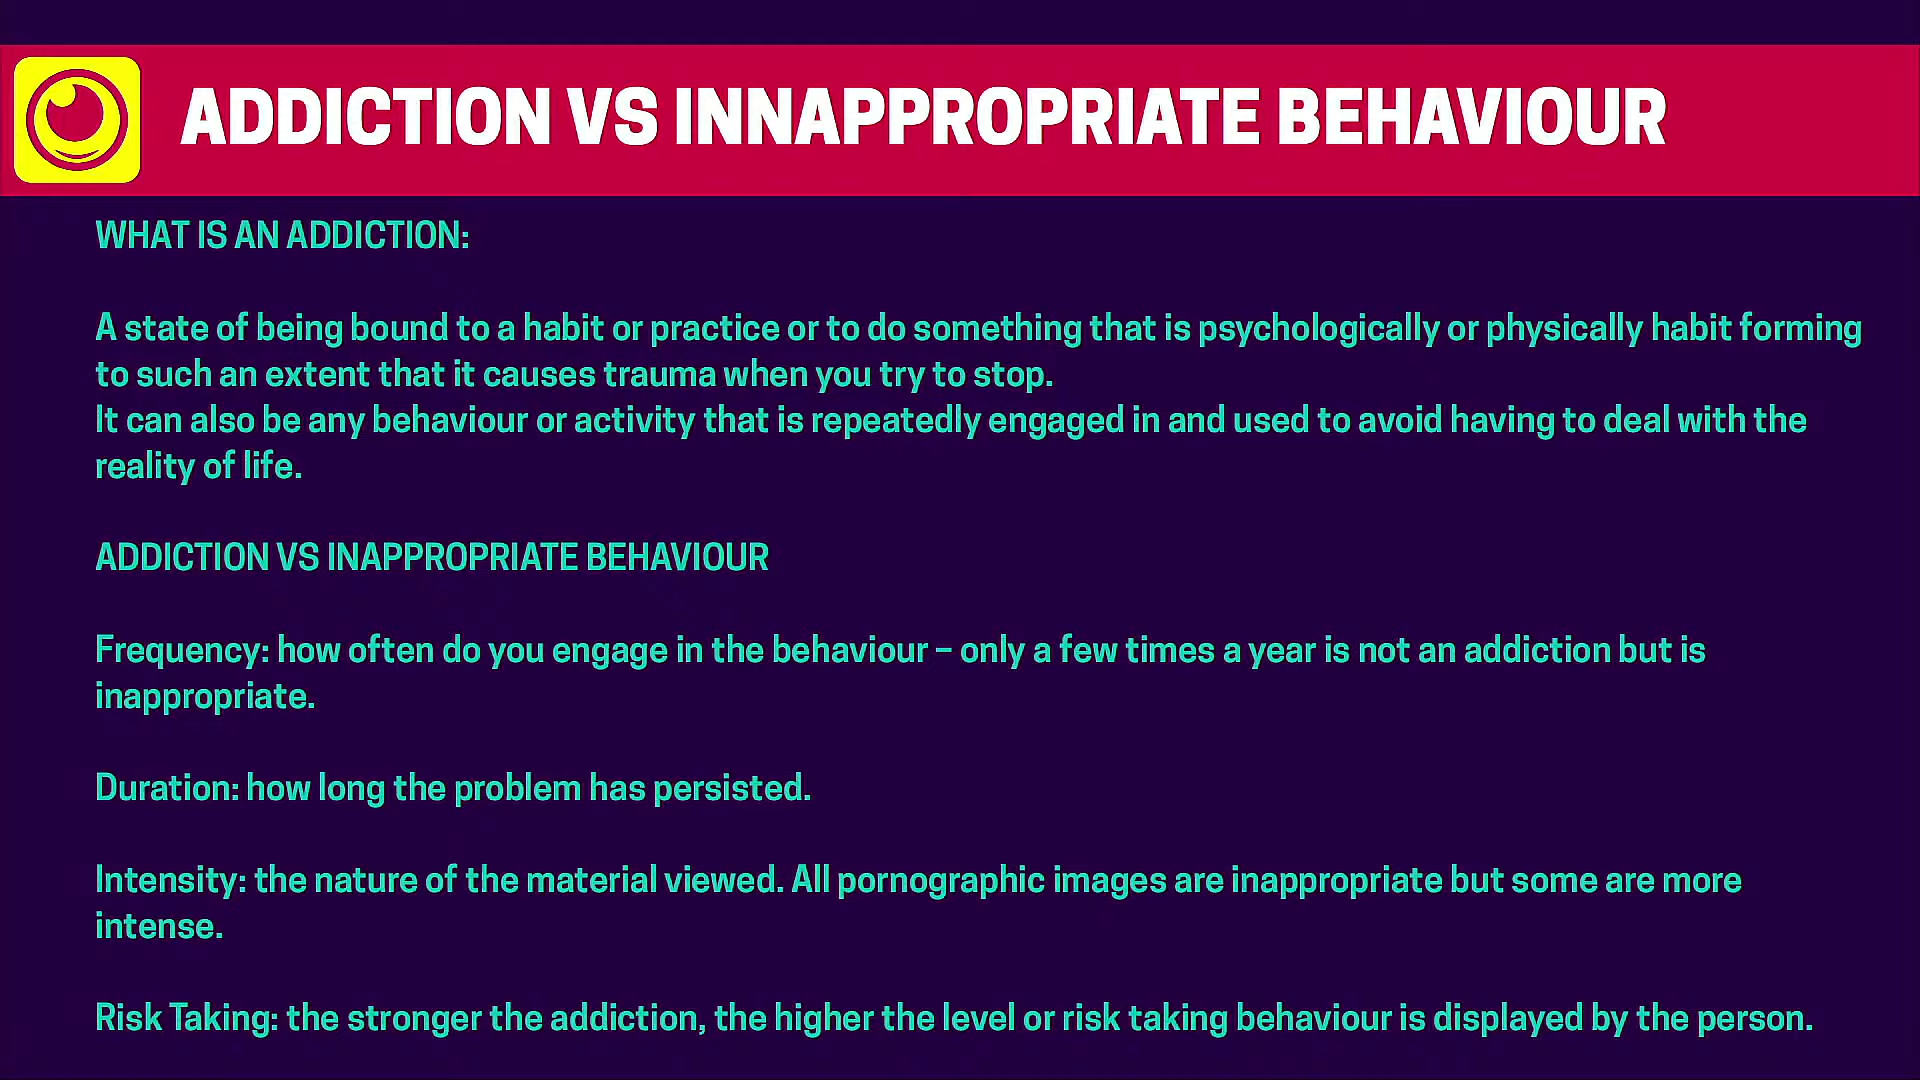 ADDICTION VS INNAPPROPRIATE BEHAVIOUR
WHAT IS AN ADDICTION:
A state of being bound to a habit or practice or to do something that is psychologically or physically habit forming
to such an extent that it causes trauma when you try to stop.
It can also be any behaviour or activity that is repeatedly engaged in and used to avoid having to deal with the
reality of life.
ADDICTION VS INAPPROPRIATE BEHAVIOUR
Frequency: how often do you engage in the behaviour – only a few times a year is not an addiction but is
inappropriate.
Duration: how long the problem has persisted.
Intensity: the nature of the material viewed. All pornographic images are inappropriate but some are more
intense.
Risk Taking: the stronger the addiction, the higher the level or risk taking behaviour is displayed by the person.